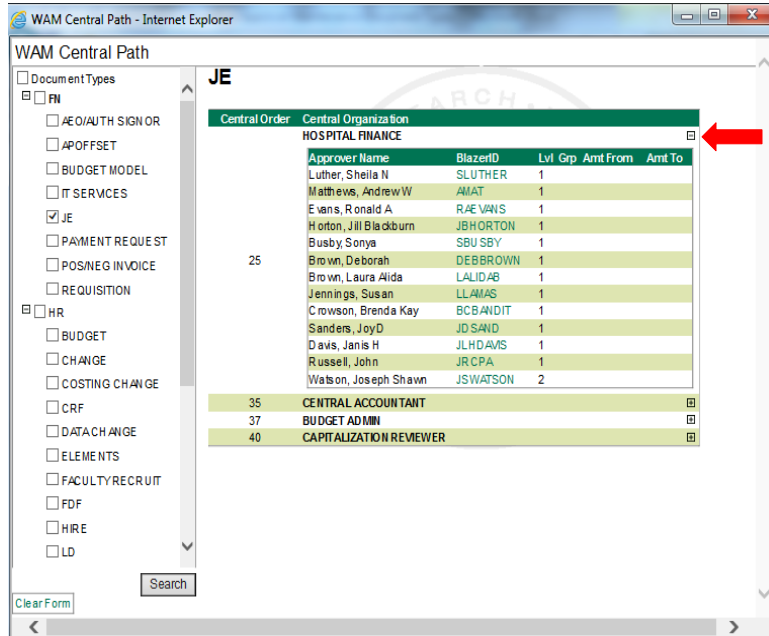 WAM Central Path - Internet Explorer
WAM Central Path
Document Types
FN
AEO/AUTH SIGNOR
APOFFSET
BUDGET MODEL
IT SERVICES
JE
PAYMENT REQUEST
POS/NEG INVOICE
REQUISITION
HR
BUDGET
CHANGE
COSTING CHANGE
CRF
DATA CHANGE
ELEMENTS
FACULTY RECRUIT
FDF
HIRE
LD
Search
Clear Form
JE
ARCH
Central Order Central Organization
HOSPITAL FINANCE
Approver Name BlazerID Lvl Grp Amt From Amt To
Luther, Sheila N SLUTHER 1
Matthews, Andrew W AMAT 1
Evans, Ronald A RAEVANS 1
Horton, Jill Blackburn JBHORTON 1
Busby, Sonya SBUSBY 1
25 Brown, Deborah DEBBROWN 1
Brown, Laura Alida LALIDAB 1
Jennings, Susan LLAMAS 1
Crowson, Brenda Kay BCBANDIT 1
Sanders, Joy D JDSAND 1
Davis, Janis H JLHDAVIS 1
Russell, John JRCPA 1
Watson, Joseph Shawn JSWATSON 2
35 CENTRAL ACCOUNTANT
37 BUDGET ADMIN
40 CAPITALIZATION REVIEWER